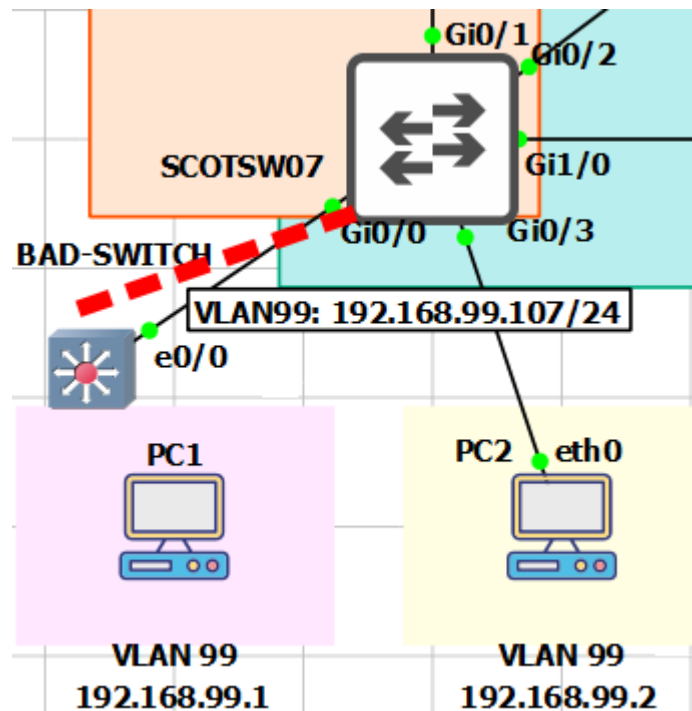 Gi0/1
Gi0/2
SCOTSW07
Gi1/0
Gi0/0
Gi0/3
BAD-SWITCH
VLAN99: 192.168.99.107/24
e0/0
PC1
PC2
eth0
VLAN 99
192.168.99.1
VLAN 99
192.168.99.2